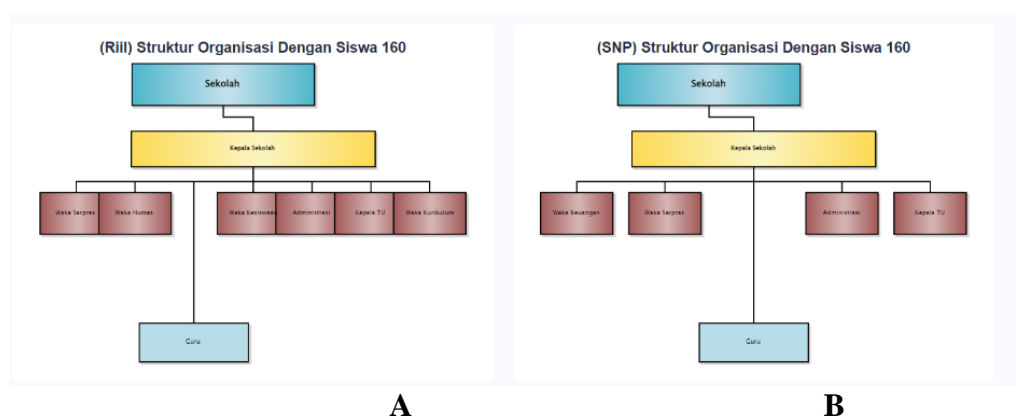 (Riil) Struktur Organisasi Dengan Siswa 160
Sekolah
Kepala Sekolah
Waka Sarpras
Waka Humas
Waka Kesiswaan
Administrasi
Kepala TU
Waka Kurikulum
Guru
A
(SNP) Struktur Organisasi Dengan Siswa 160
Sekolah
Kepala Sekolah
Waka Keuangan
Waka Sarpras
Administrasi
Kepala TU
Guru
B